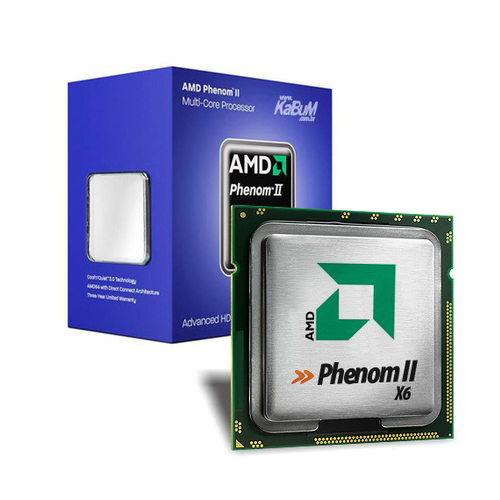 AMD Phenom II
Multi-Core Processor
www.
KaBuM
.com.br
AMD
Phenom II
Cool'n'Quiet™ 3.0 Technology
AMD64 with Direct Connect Architecture
Three-Year Limited Warranty
Advanced HD
AMD
Phenom II
X6